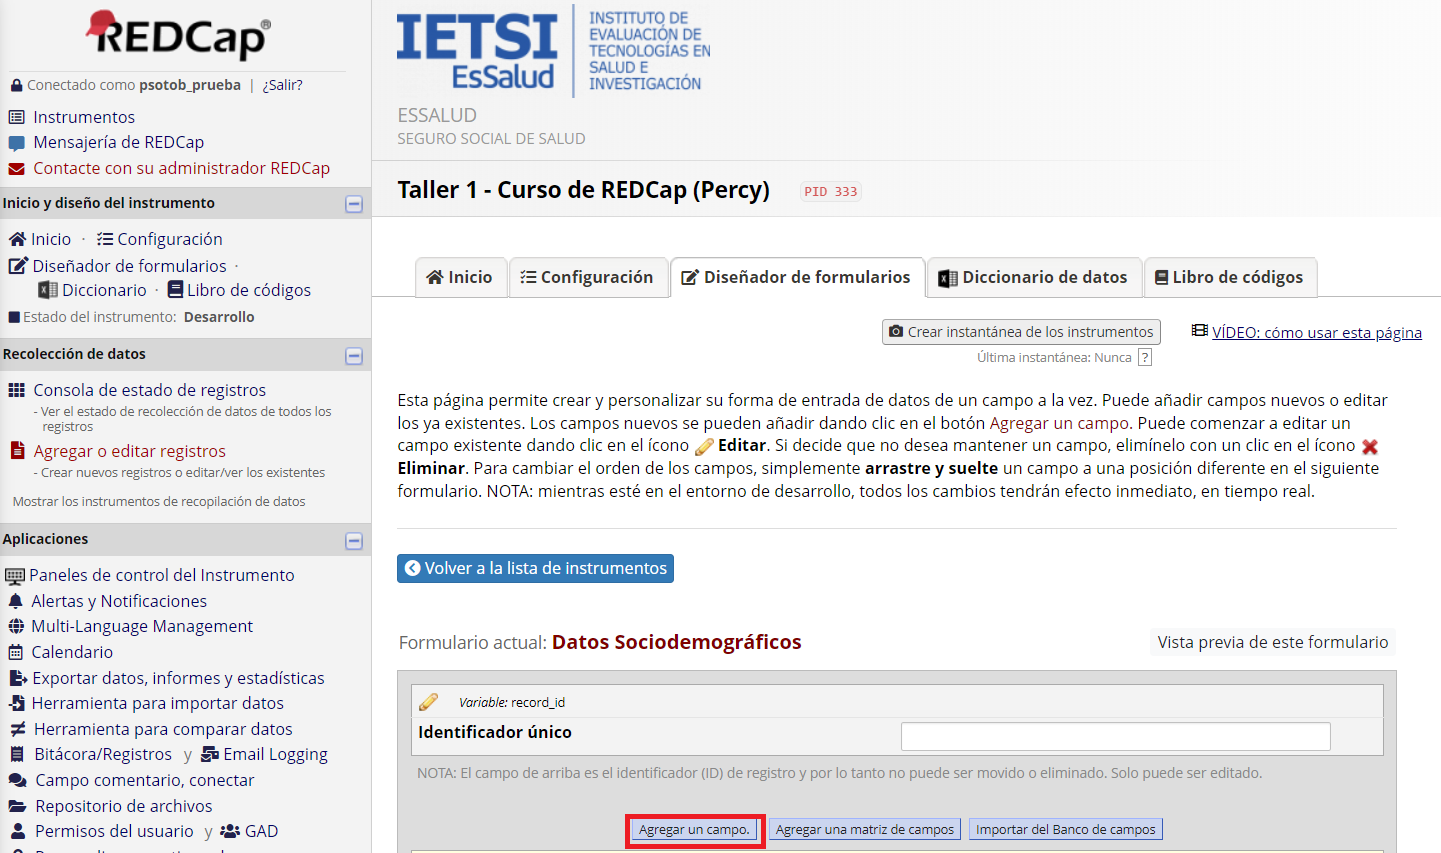 REDCap®
Conectado como psotob_prueba | ¿Salir?
Instrumentos
Mensajería de REDCap
Contacte con su administrador REDCap
Inicio y diseño del instrumento
Inicio · Configuración
Diseñador de formularios ·
Diccionario · Libro de códigos
Estado del instrumento: Desarrollo
Recolección de datos
Consola de estado de registros
- Ver el estado de recolección de datos de todos los
registros
Agregar o editar registros
- Crear nuevos registros o editar/ver los existentes
Mostrar los instrumentos de recopilación de datos
Aplicaciones
Paneles de control del Instrumento
Alertas y Notificaciones
Multi-Language Management
Calendario
Exportar datos, informes y estadísticas
Herramienta para importar datos
Herramienta para comparar datos
Bitácora/Registros y Email Logging
Campo comentario, conectar
Repositorio de archivos
Permisos del usuario y GAD
IETSI
EsSalud
INSTITUTO DE
EVALUACIÓN DE
TECNOLOGÍAS EN
SALUD E
INVESTIGACIÓN
ESSALUD
SEGURO SOCIAL DE SALUD
Taller 1 - Curso de REDCap (Percy) PID 333
Inicio Configuración Diseñador de formularios Diccionario de datos Libro de códigos
Crear instantánea de los instrumentos VÍDEO: cómo usar esta página
Última instantánea: Nunca ?
Esta página permite crear y personalizar su forma de entrada de datos de un campo a la vez. Puede añadir campos nuevos o editar
los ya existentes. Los campos nuevos se pueden añadir dando clic en el botón Agregar un campo. Puede comenzar a editar un
campo existente dando clic en el ícono Editar. Si decide que no desea mantener un campo, elimínelo con un clic en el ícono
Eliminar. Para cambiar el orden de los campos, simplemente arrastre y suelte un campo a una posición diferente en el siguiente
formulario. NOTA: mientras esté en el entorno de desarrollo, todos los cambios tendrán efecto inmediato, en tiempo real.
Volver a la lista de instrumentos
Formulario actual: Datos Sociodemográficos Vista previa de este formulario
Variable: record_id
Identificador único
NOTA: El campo de arriba es el identificador (ID) de registro y por lo tanto no puede ser movido o eliminado. Solo puede ser editado.
Agregar un campo. Agregar una matriz de campos Importar del Banco de campos